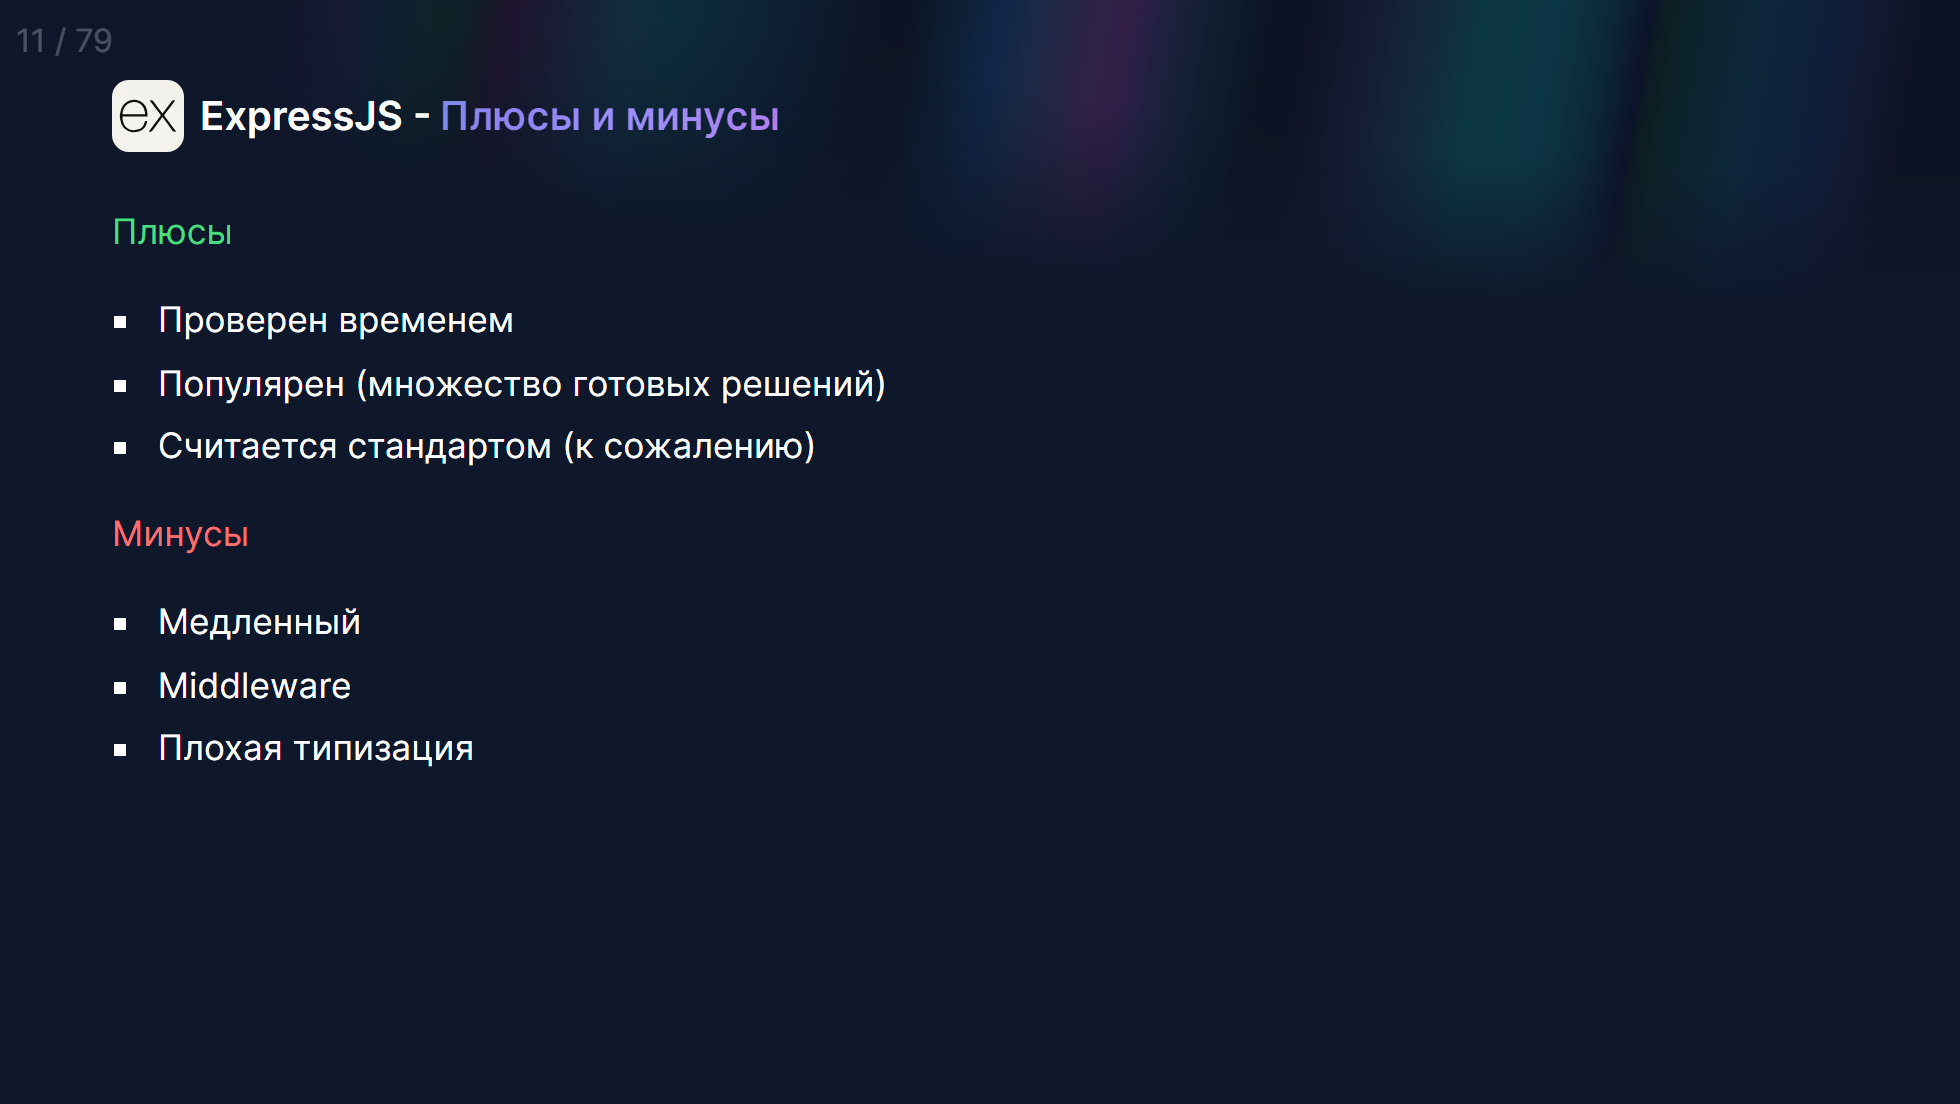 11 / 79
ex ExpressJS - Плюсы и минусы
Плюсы
Проверен временем
Популярен (множество готовых решений)
Считается стандартом (к сожалению)
Минусы
Медленный
Middleware
Плохая типизация